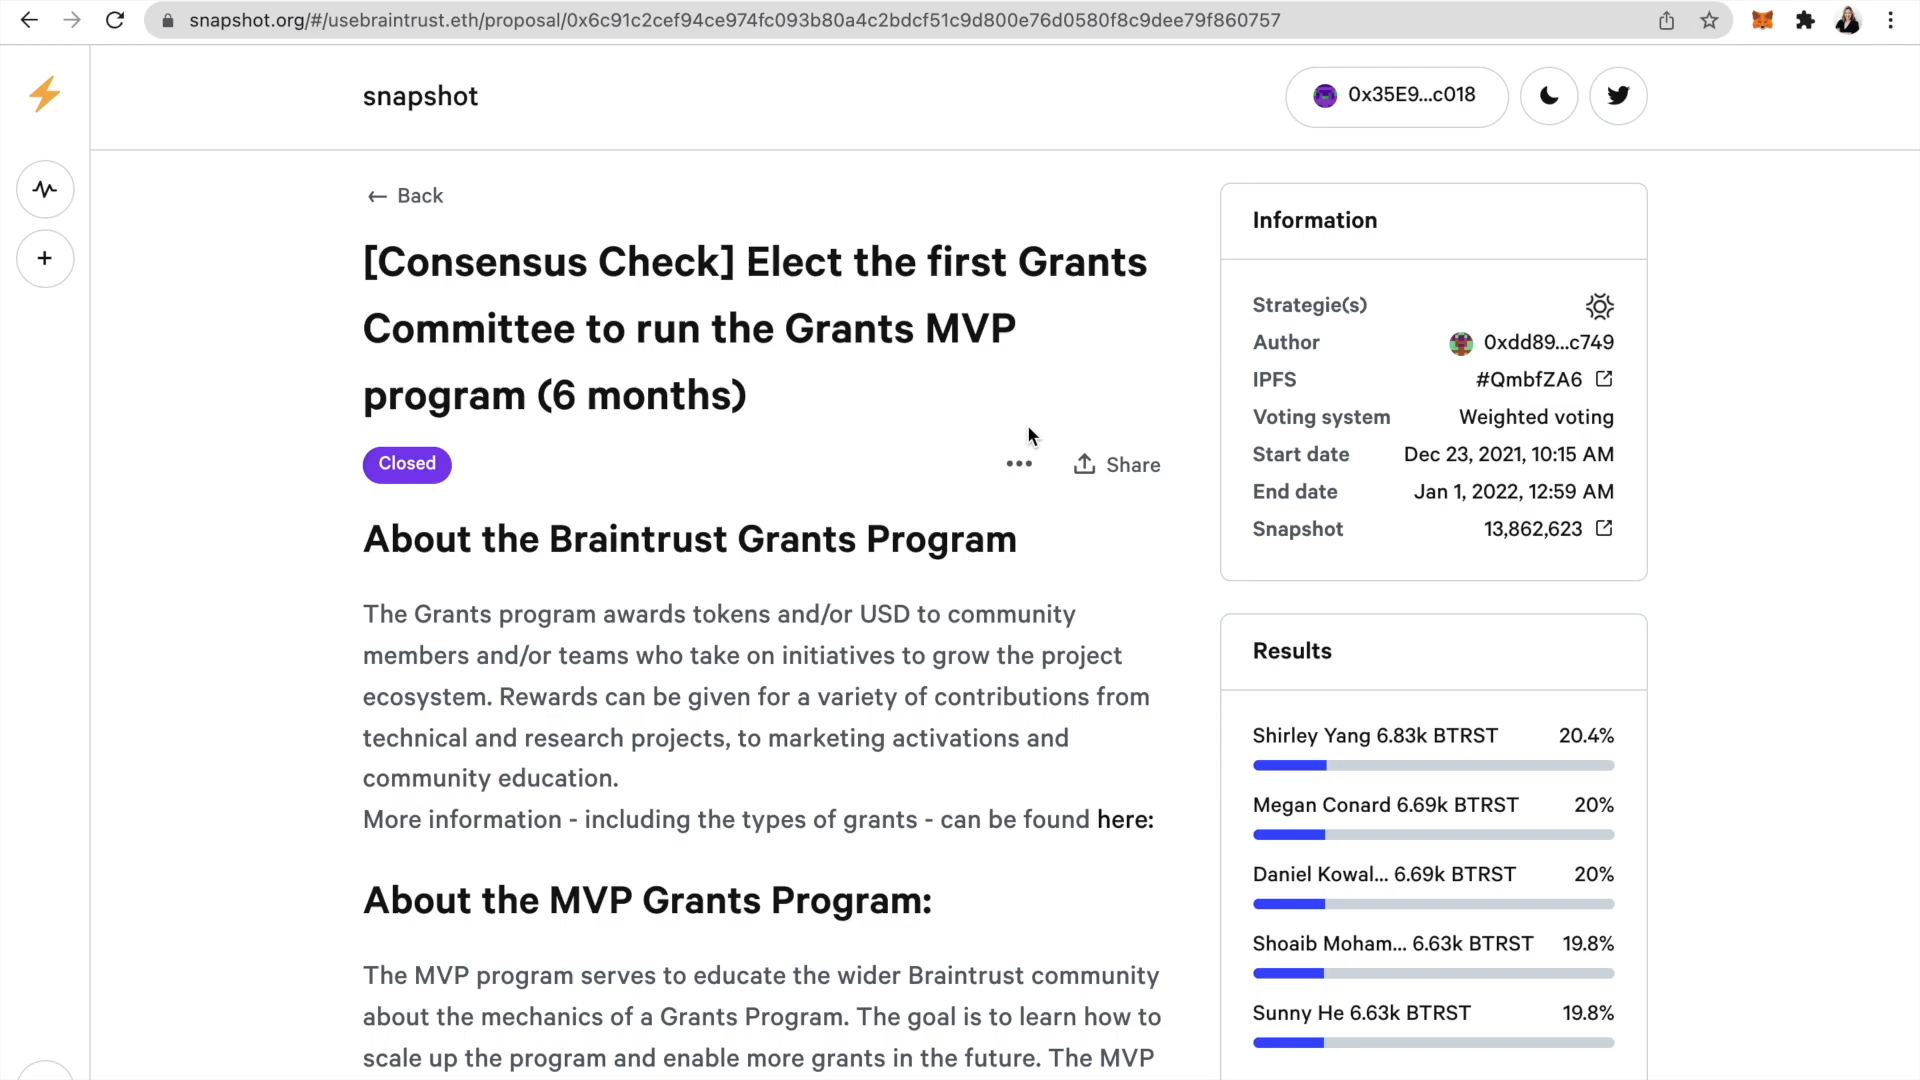 snapshot.org/#/usebraintrust.eth/proposal/0x6c91c2cef94ce974fc093b80a4c2bdcf51c9d800e76d0580f8c9dee79f860757
snapshot
0x35E9...c018
Back
[Consensus Check] Elect the first Grants
Committee to run the Grants MVP
program (6 months)
Closed
Share
About the Braintrust Grants Program
The Grants program awards tokens and/or USD to community
members and/or teams who take on initiatives to grow the project
ecosystem. Rewards can be given for a variety of contributions from
technical and research projects, to marketing activations and
community education.
More information - including the types of grants - can be found here:
About the MVP Grants Program:
The MVP program serves to educate the wider Braintrust community
about the mechanics of a Grants Program. The goal is to learn how to
scale up the program and enable more grants in the future. The MVP
Information
Strategie(s)
Author 0xdd89...c749
IPFS #QmbfZA6
Voting system Weighted voting
Start date Dec 23, 2021, 10:15 AM
End date Jan 1, 2022, 12:59 AM
Snapshot 13,862,623
Results
Shirley Yang 6.83k BTRST 20.4%
Megan Conard 6.69k BTRST 20%
Daniel Kowal... 6.69k BTRST 20%
Shoaib Moham... 6.63k BTRST 19.8%
Sunny He 6.63k BTRST 19.8%